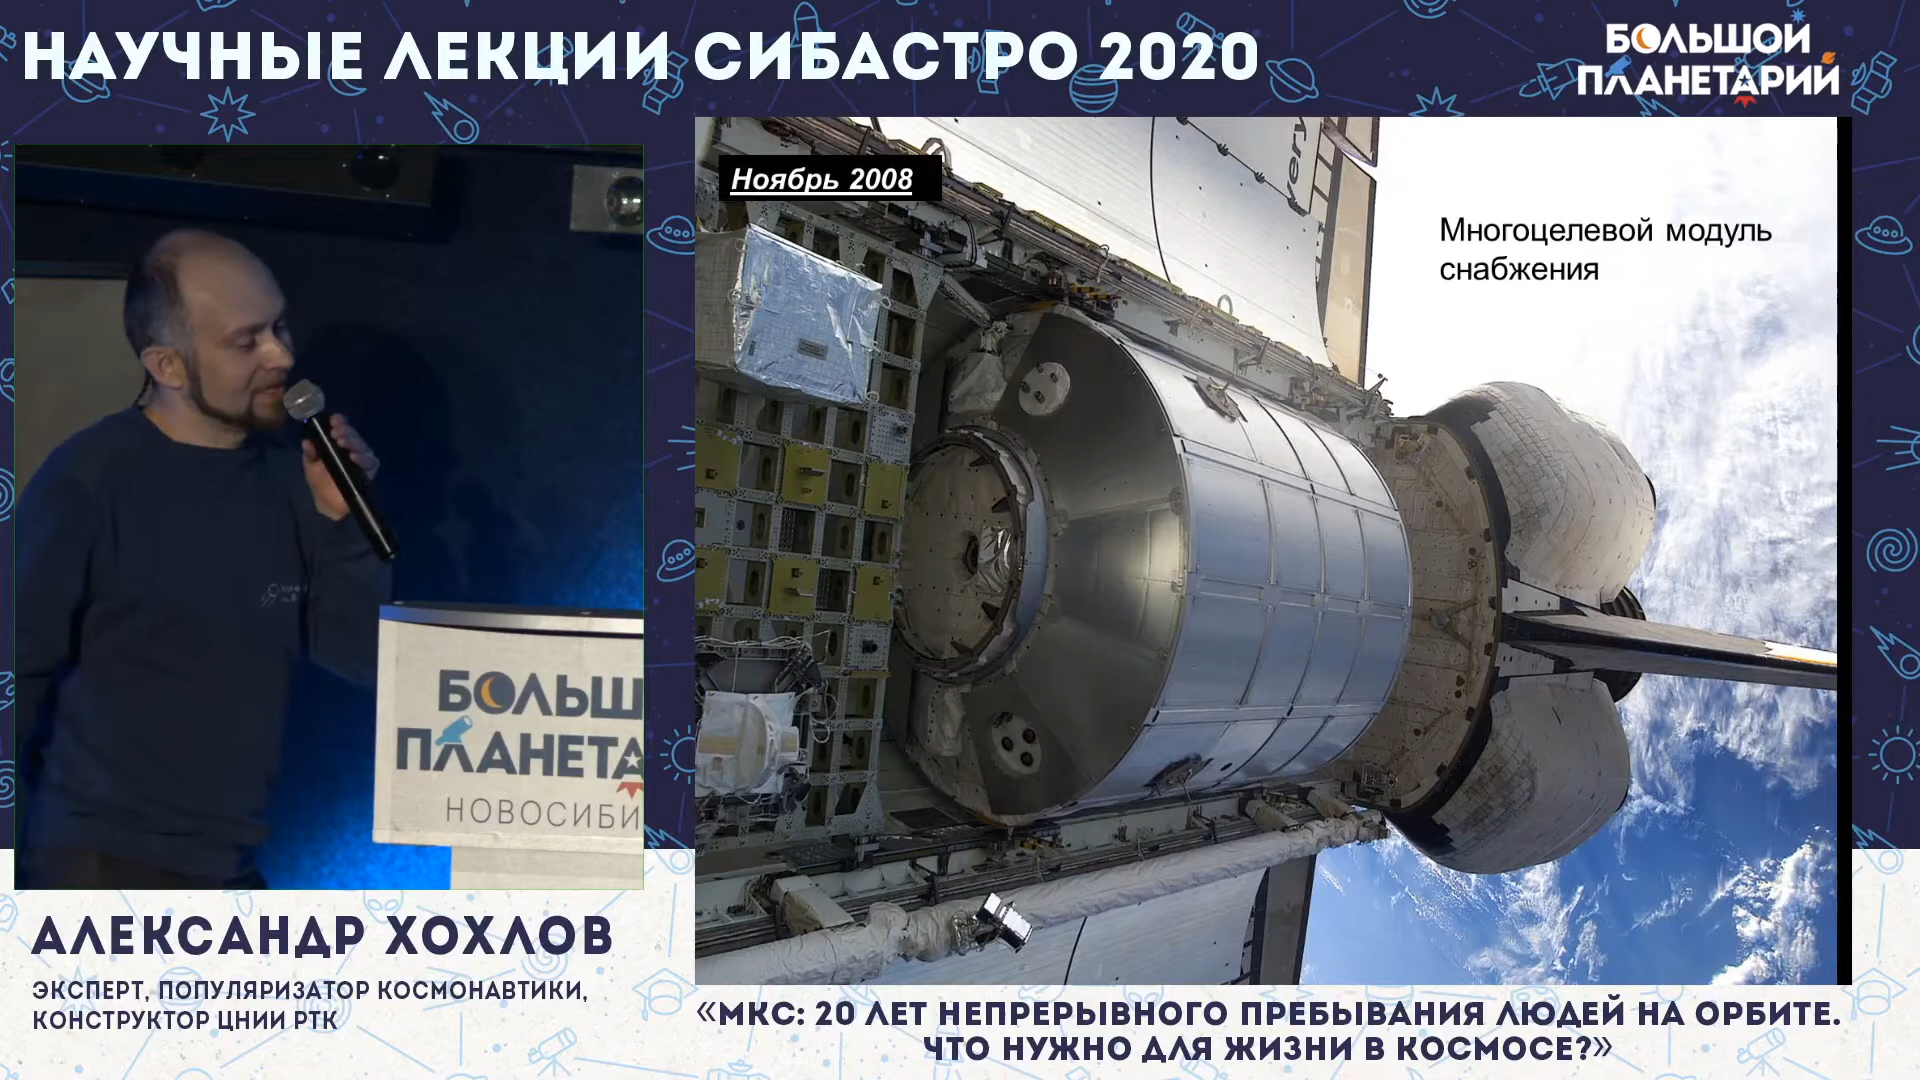 НАУЧНЫЕ ЛЕКЦИИ СИБАСТРО 2020
БОЛЬШОЙ
ПЛАНЕТАРИЙ
Ноябрь 2008
very
Многоцелевой модуль
снабжения
БОЛЬШ
ПЛАНЕТА
НОВОСИБИ
АЛЕКСАНДР ХОХЛОВ
ЭКСПЕРТ, ПОПУЛЯРИЗАТОР КОСМОНАВТИКИ,
КОНСТРУКТОР ЦНИИ РТК
«МКС: 20 ЛЕТ НЕПРЕРЫВНОГО ПРЕБЫВАНИЯ ЛЮДЕЙ НА ОРБИТЕ.
ЧТО НУЖНО ДЛЯ ЖИЗНИ В КОСМОСЕ?»